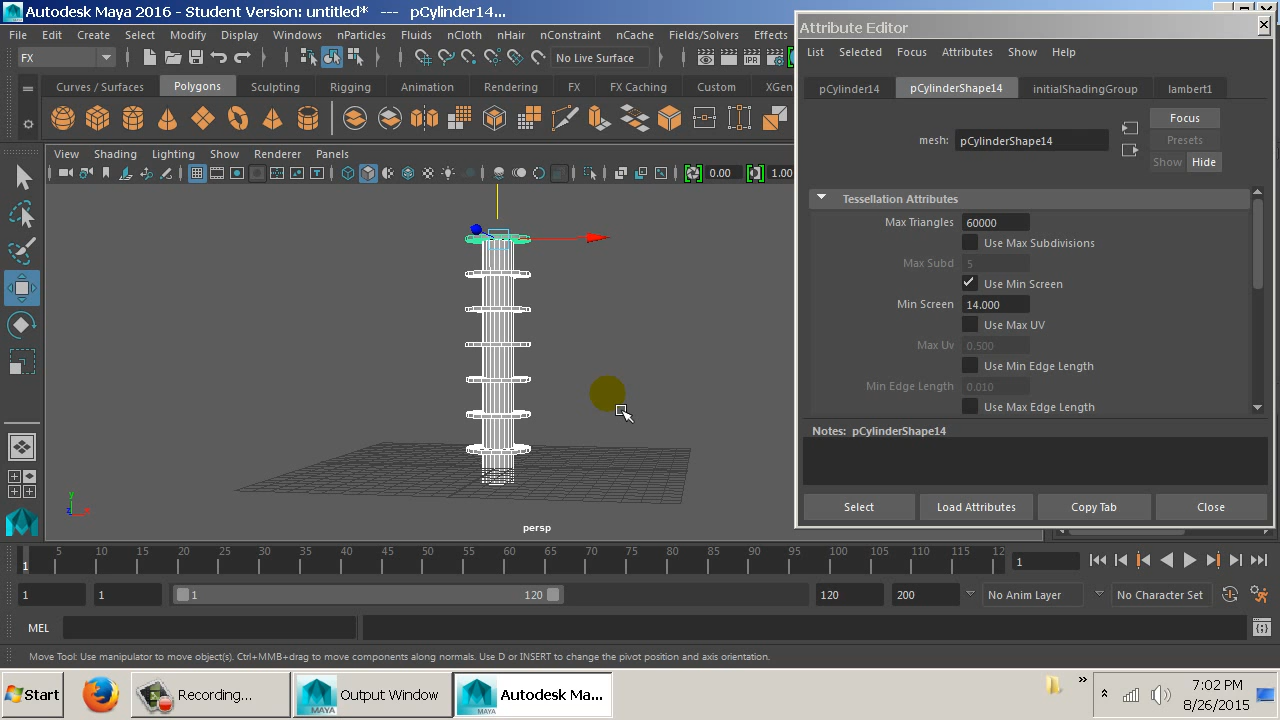 Autodesk Maya 2016 - Student Version: untitled* --- pCylinder14...
File Edit Create Select Modify Display Windows nParticles Fluids nCloth nHair nConstraint nCache Fields/Solvers Effects
FX
No Live Surface
Curves / Surfaces Polygons Sculpting Rigging Animation Rendering FX FX Caching Custom XGen
View Shading Lighting Show Renderer Panels
0.00 1.00
y
x
persp
Attribute Editor
List Selected Focus Attributes Show Help
pCylinder14 pCylinderShape14 initialShadingGroup lambert1
Focus
mesh: pCylinderShape14
Presets
Show Hide
Tessellation Attributes
Max Triangles 60000
Use Max Subdivisions
Max Subd 5
Use Min Screen
Min Screen 14.000
Use Max UV
Max Uv 0.500
Use Min Edge Length
Min Edge Length 0.010
Use Max Edge Length
Notes: pCylinderShape14
Select Load Attributes Copy Tab Close
5 10 15 20 25 30 35 40 45 50 55 60 65 70 75 80 85 90 95 100 105 110 115 12
1
1
1 1 1 120 120 200 No Anim Layer No Character Set
MEL
Move Tool: Use manipulator to move object(s). Ctrl+MMB+drag to move components along normals. Use D or INSERT to change the pivot position and axis orientation.
Start Recording... MAYA Output Window MAYA Autodesk Ma... »
7:02 PM
8/26/2015